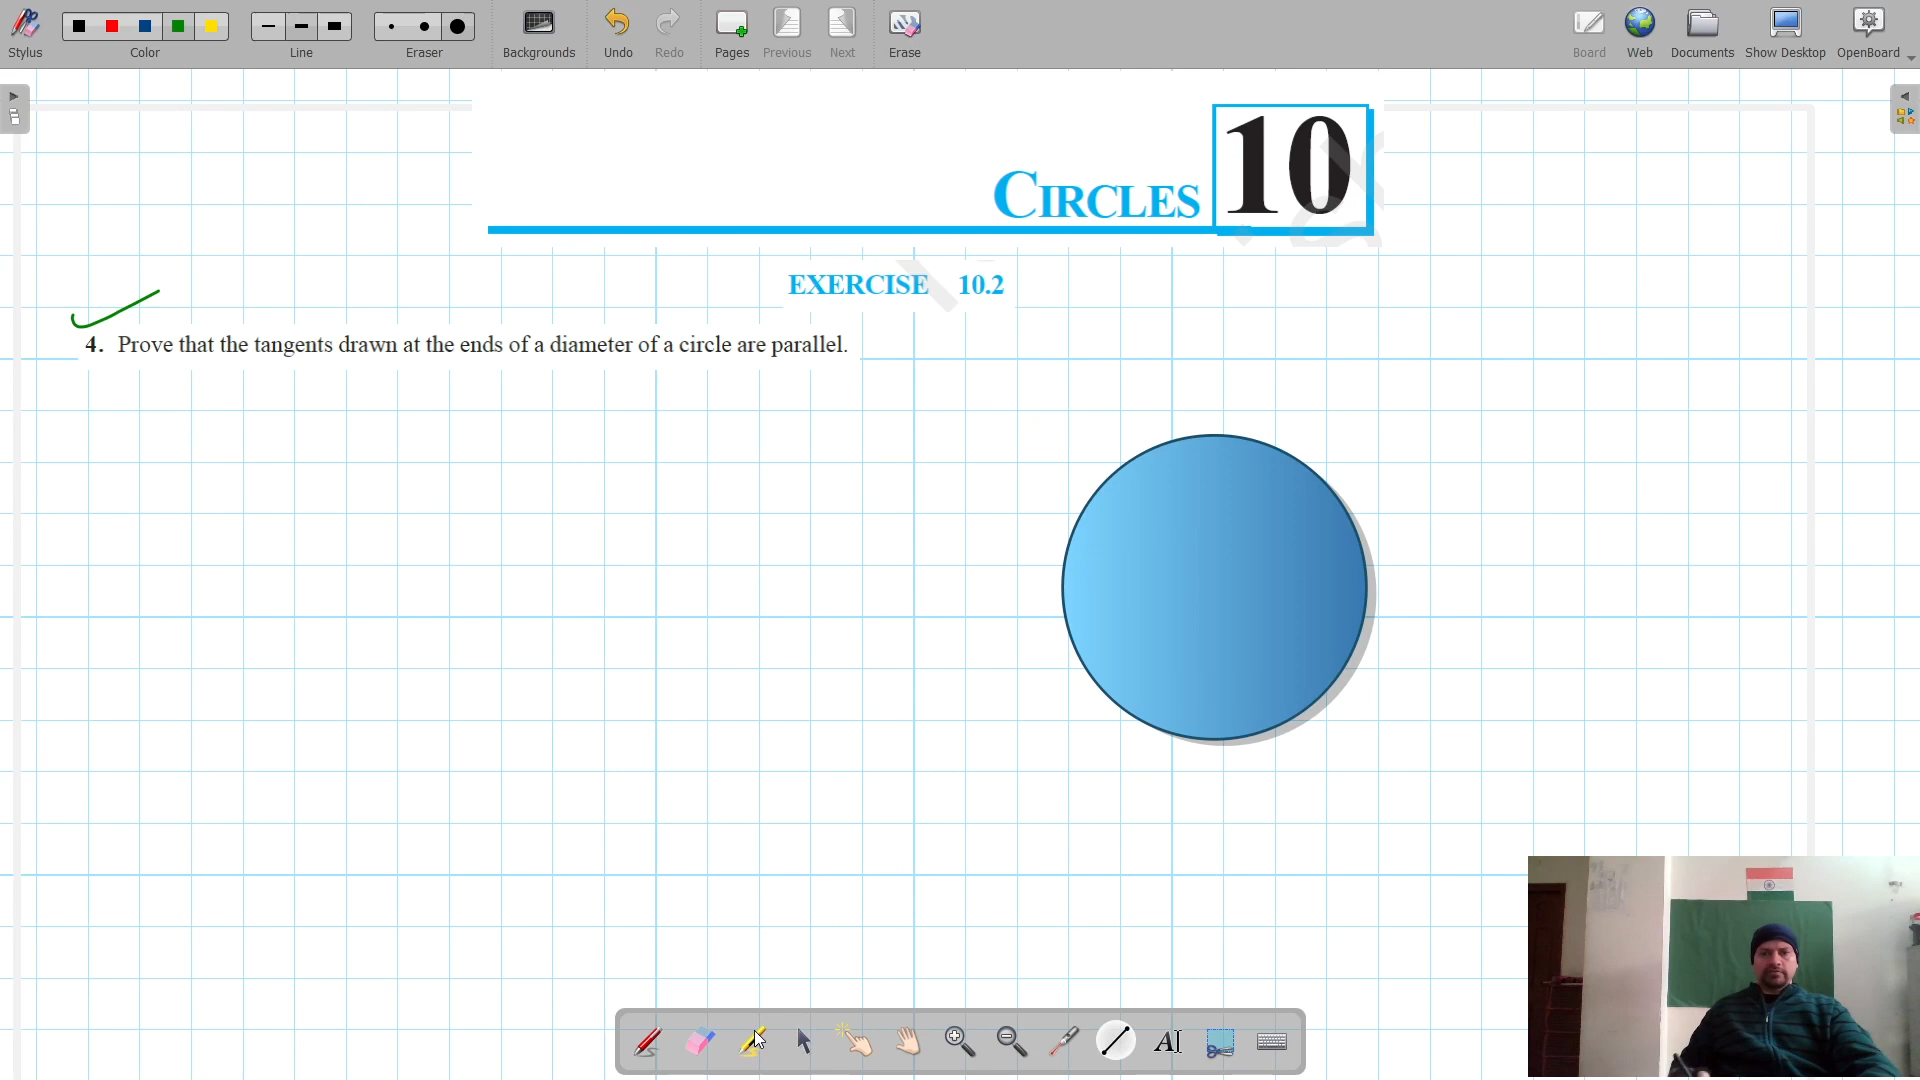 Stylus Color Line Eraser Backgrounds Undo Redo Pages Previous Next Erase Board Web Documents Show Desktop OpenBoard
CIRCLES 10
EXERCISE 10.2
4. Prove that the tangents drawn at the ends of a diameter of a circle are parallel.